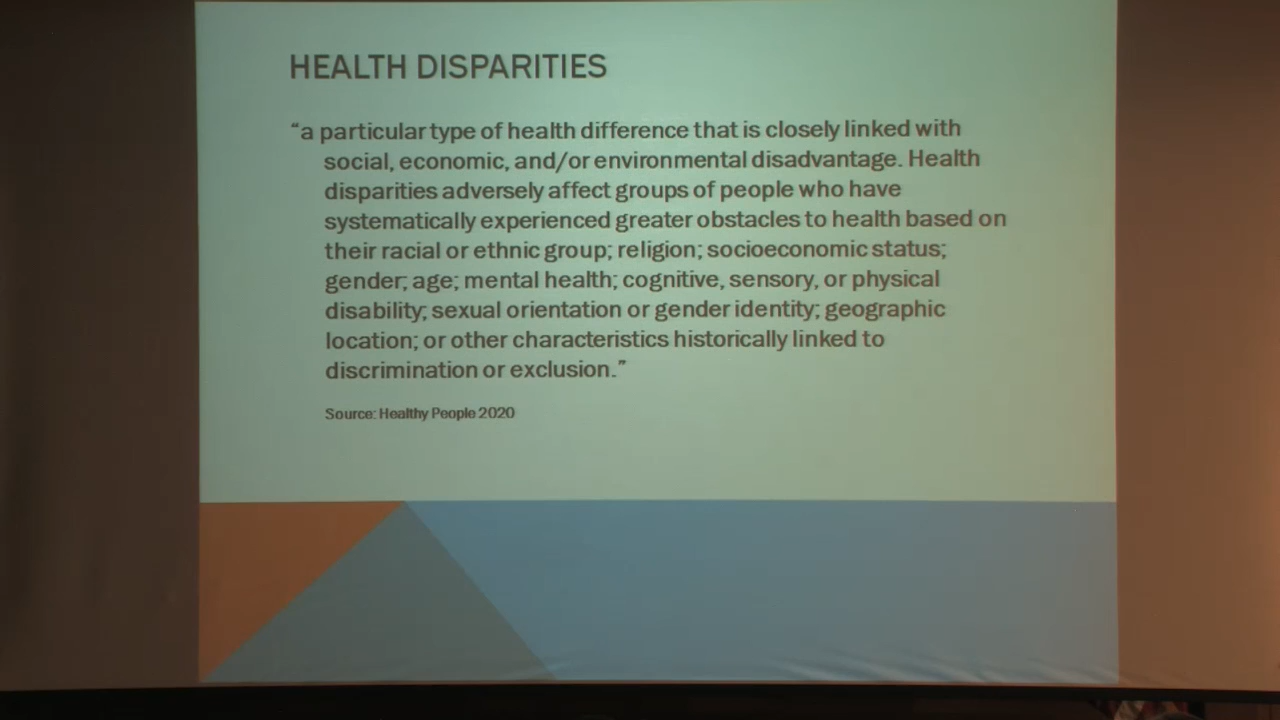 HEALTH DISPARITIES
“a particular type of health difference that is closely linked with
social, economic, and/or environmental disadvantage. Health
disparities adversely affect groups of people who have
systematically experienced greater obstacles to health based on
their racial or ethnic group; religion; socioeconomic status;
gender; age; mental health; cognitive, sensory, or physical
disability; sexual orientation or gender identity; geographic
location; or other characteristics historically linked to
discrimination or exclusion.”
Source: Healthy People 2020